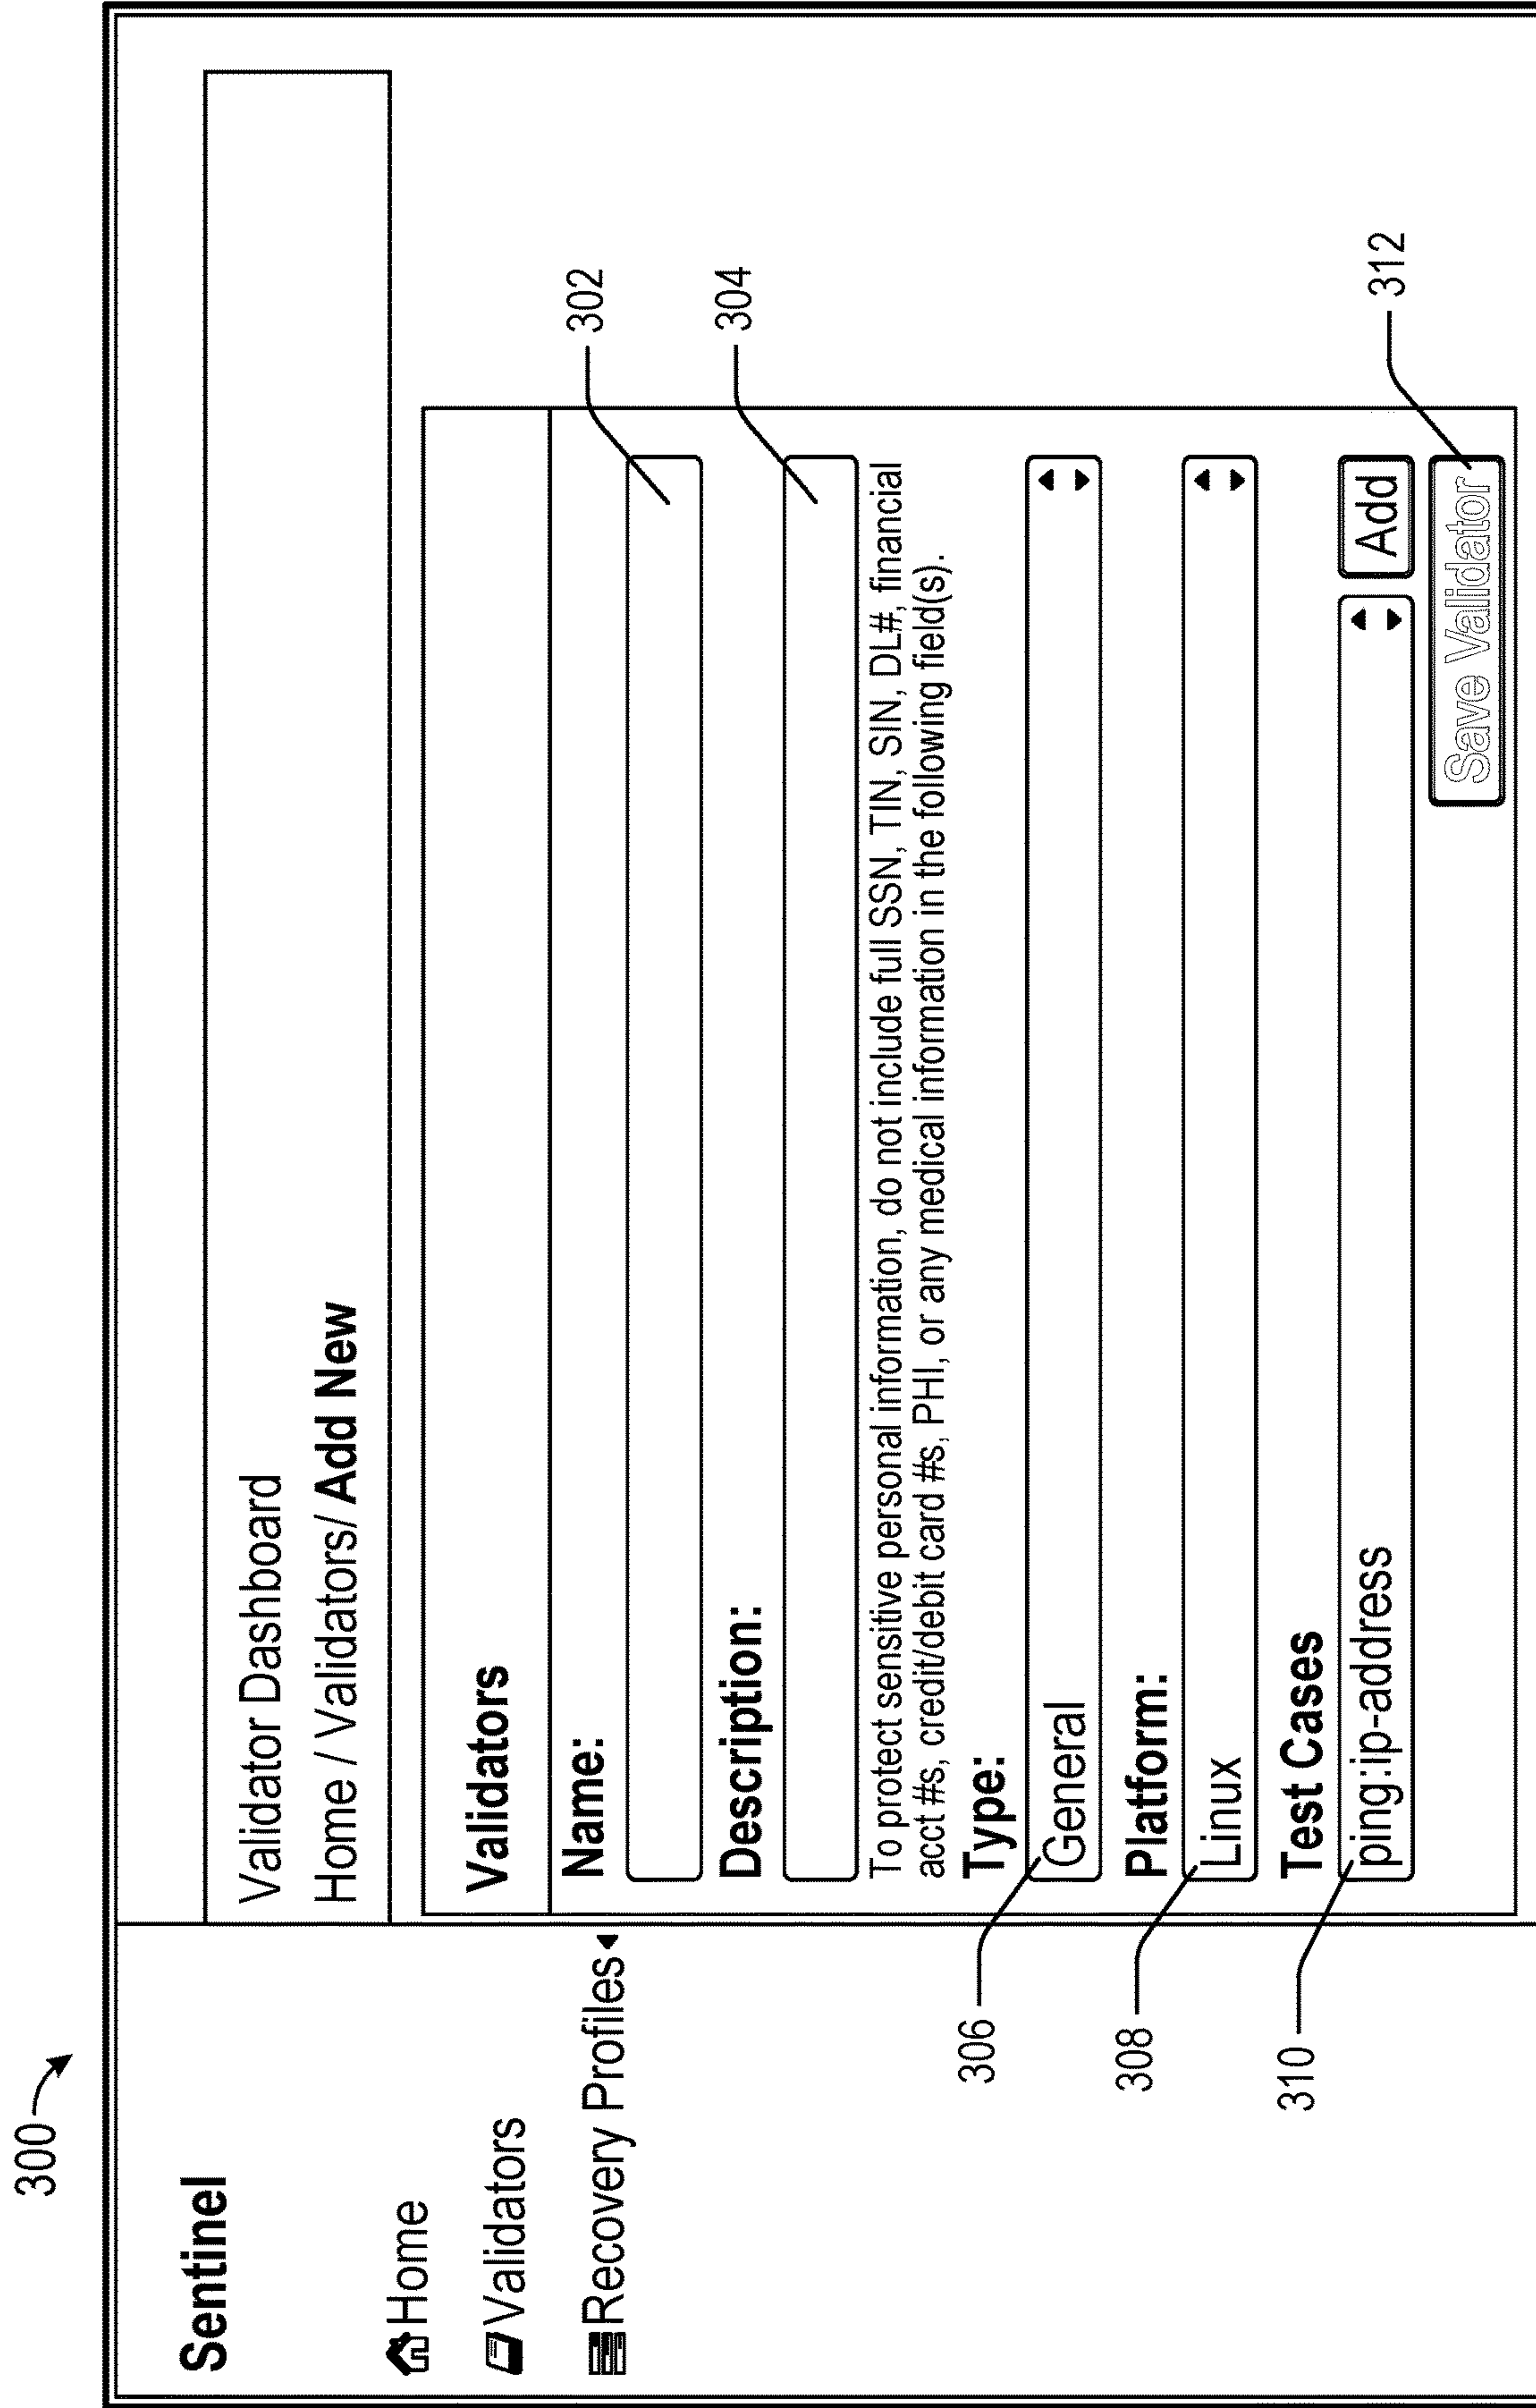 300
Sentinel
Home
Validators
Recovery Profiles
Validator Dashboard
Home / Validators/ Add New
Validators
Name:
302
Description:
304
To protect sensitive personal information, do not include full SSN, TIN, SIN, DL#, financial
acct #s, credit/debit card #s, PHI, or any medical information in the following field(s).
Type:
306
General
Platform:
308
Linux
Test Cases
310
ping:ip-address
Add
Save Validator
312